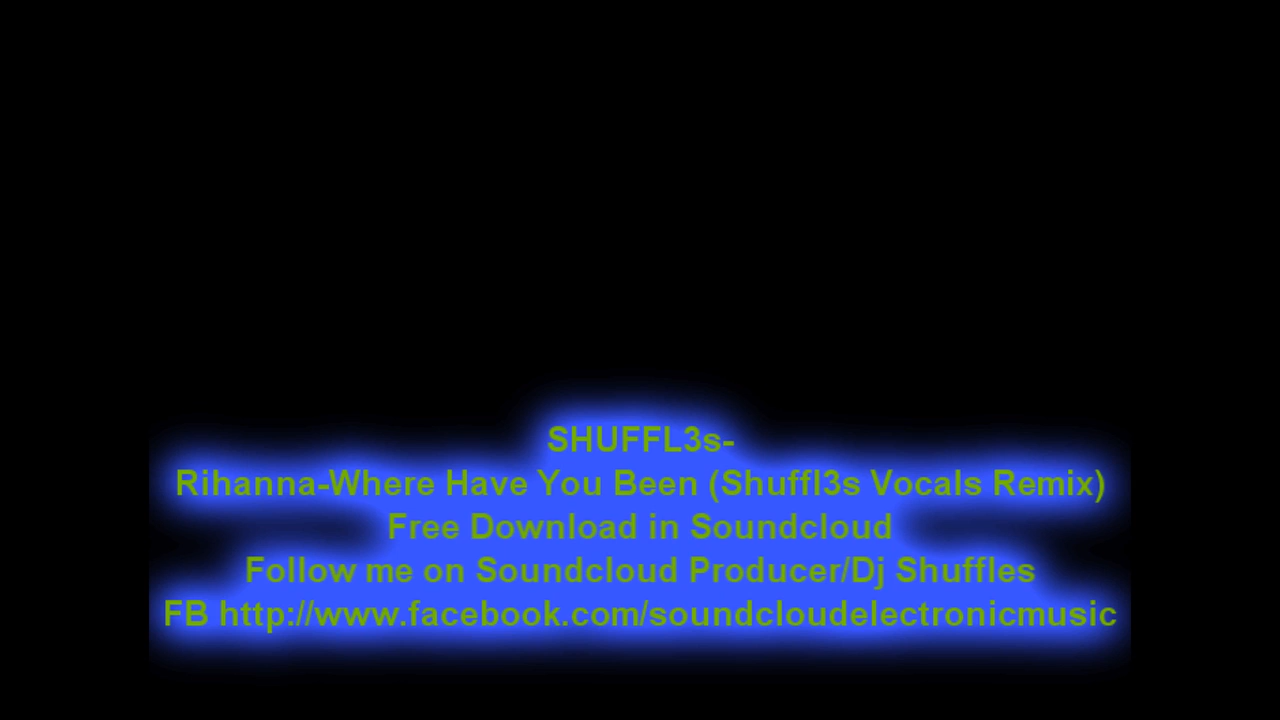 SHUFFL3s-
Rihanna-Where Have You Been (Shuffl3s Vocals Remix)
Free Download in Soundcloud
Follow me on Soundcloud Producer/Dj Shuffles
FB http://www.facebook.com/soundcloudelectronicmusic